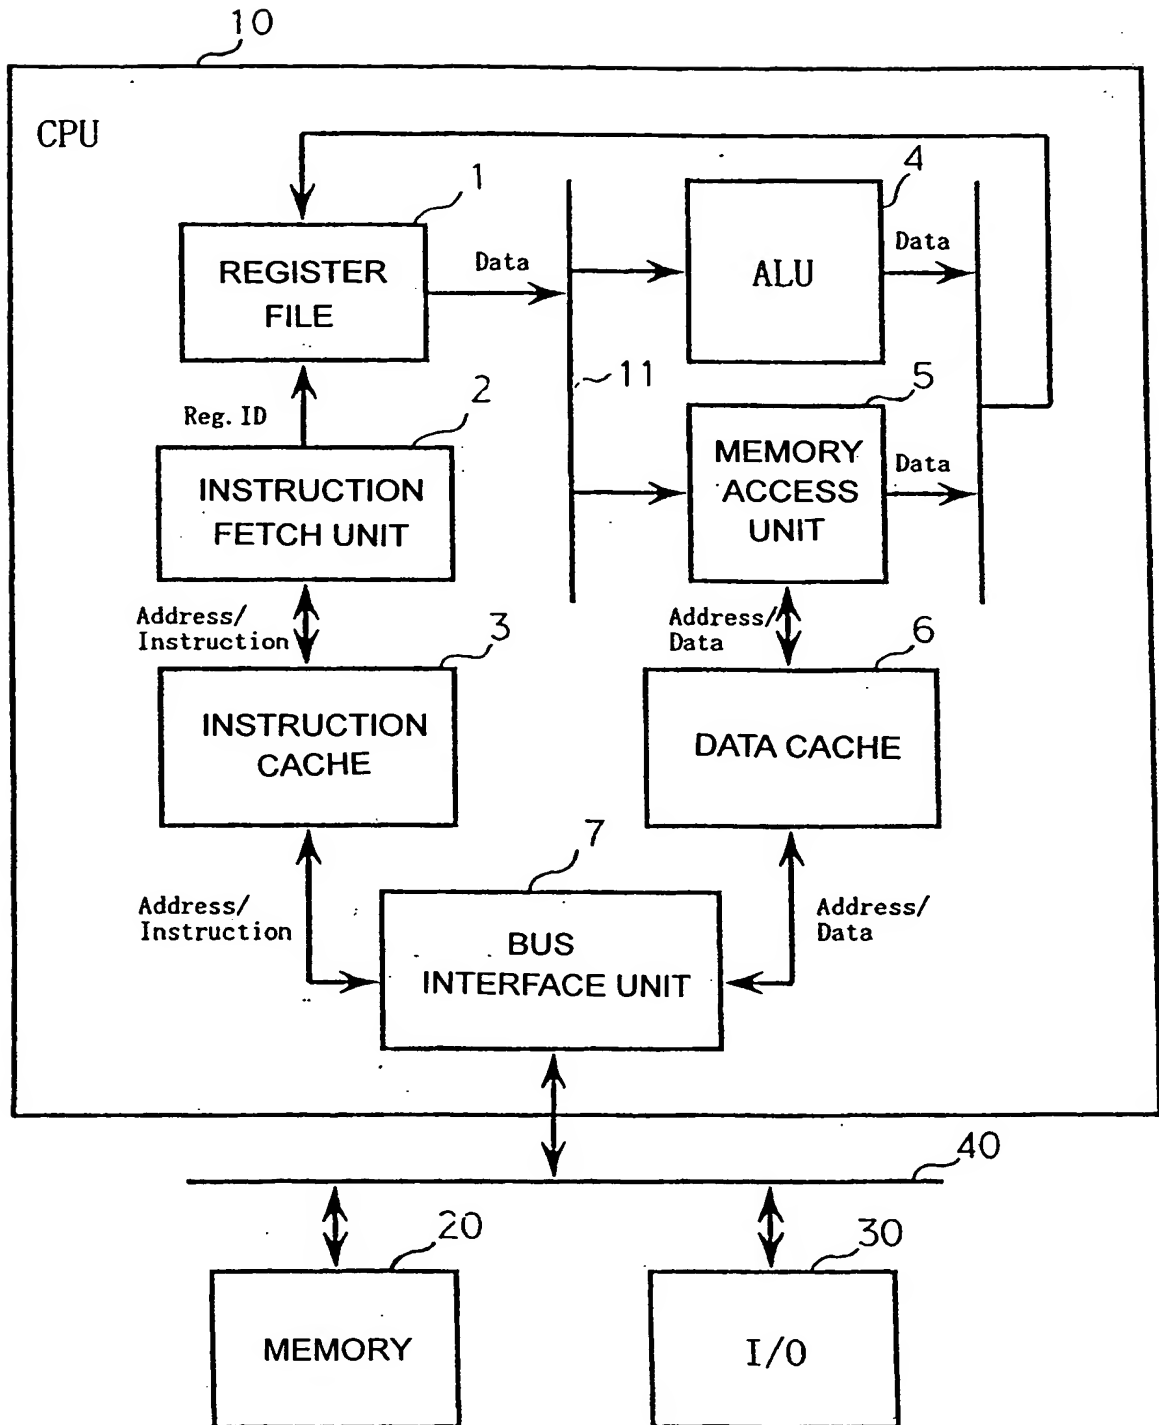 10
CPU
1
4
REGISTER
FILE
Data
ALU
Data
11
Reg. ID
2
5
INSTRUCTION
FETCH UNIT
MEMORY
ACCESS
UNIT
Data
Address/
Instruction
Address/
Data
3
6
INSTRUCTION
CACHE
DATA CACHE
7
Address/
Instruction
BUS
INTERFACE UNIT
Address/
Data
40
20
30
MEMORY
I/O